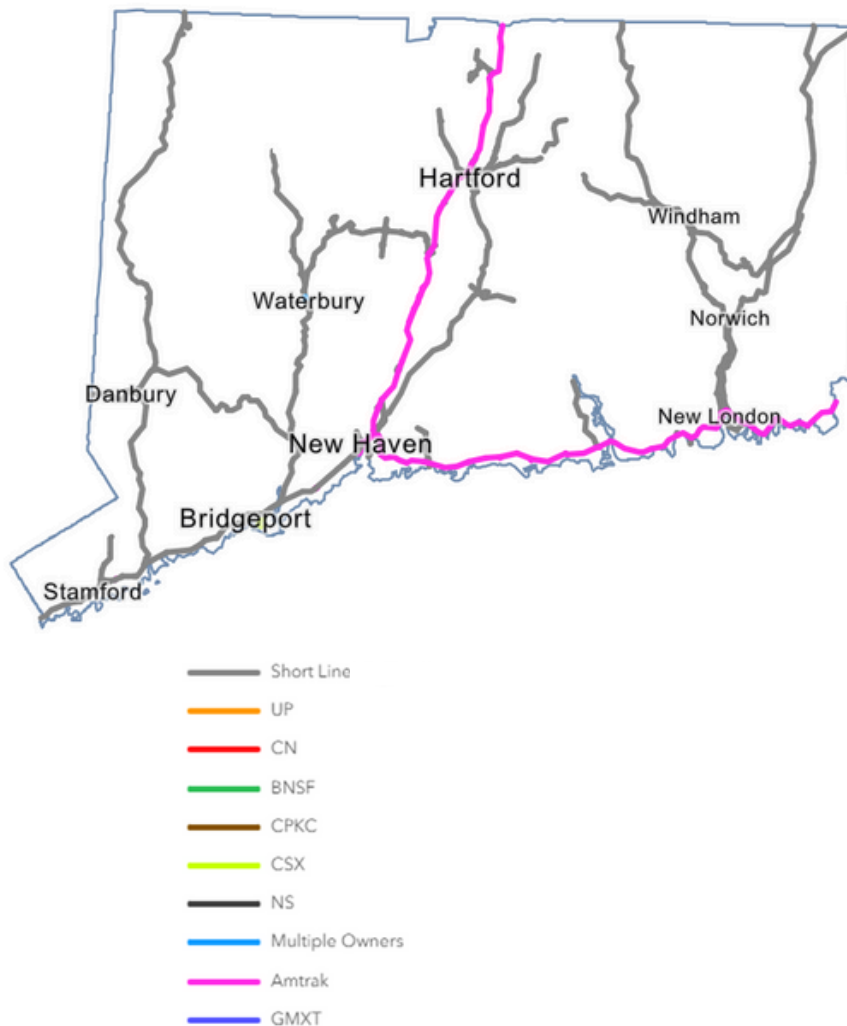 Hartford
Windham
Waterbury
Norwich
Danbury
New London
New Haven
Bridgeport
Stamford
Short Line
UP
CN
BNSF
CPKC
CSX
NS
Multiple Owners
Amtrak
GMXT